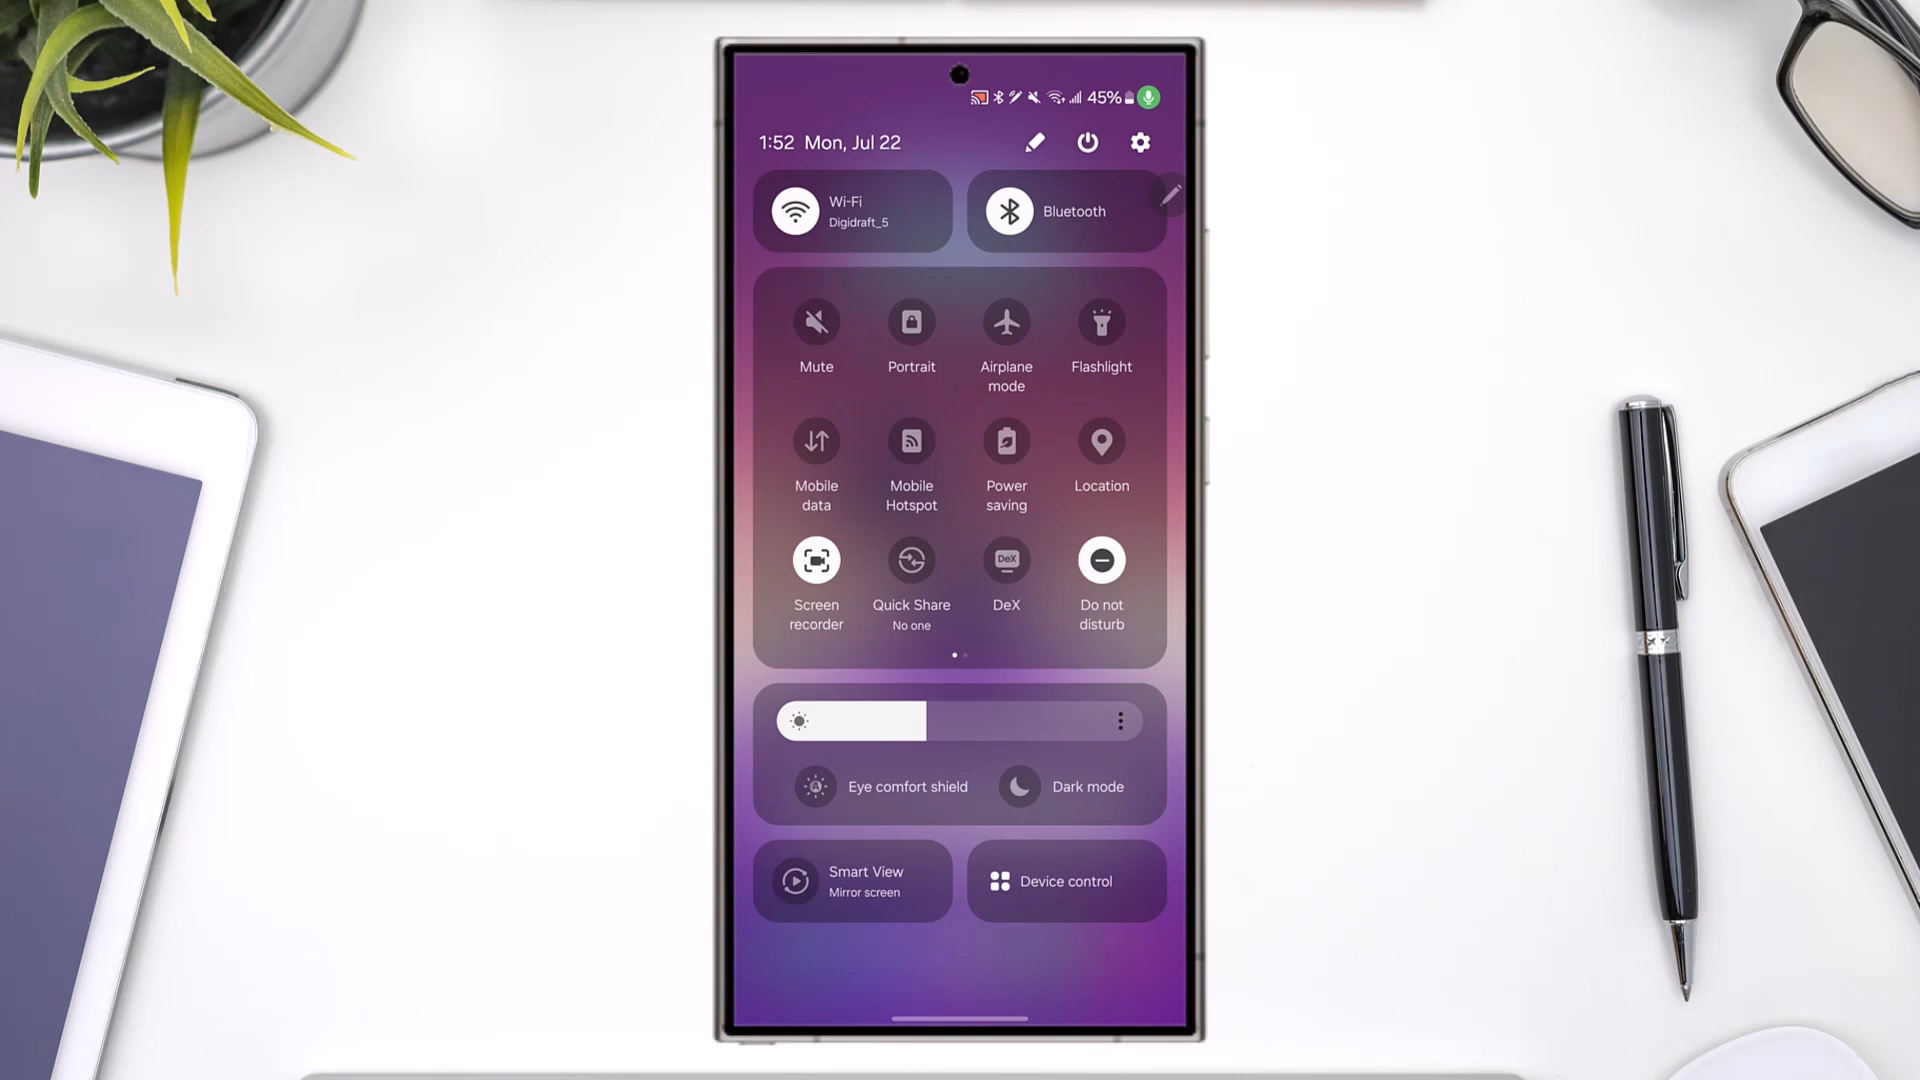 45%
1:52 Mon, Jul 22
Wi-Fi
Digidraft_5
Bluetooth
Mute
Portrait
Airplane
mode
Flashlight
Mobile
data
Mobile
Hotspot
Power
saving
Location
Screen
recorder
Quick Share
No one
DeX
DeX
Do not
disturb
Eye comfort shield
Dark mode
Smart View
Mirror screen
Device control